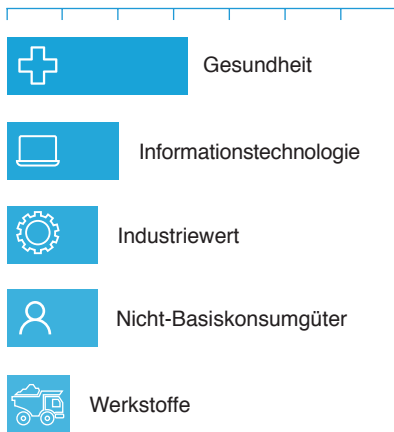 Gesundheit
Informationstechnologie
Industriewert
Nicht-Basiskonsumgüter
Werkstoffe